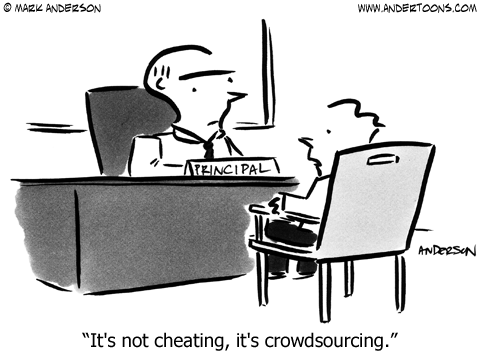 © MARK ANDERSON
WWW.ANDERTOONS.COM
PRINCIPAL
ANDERSON
“It's not cheating, it's crowdsourcing.”